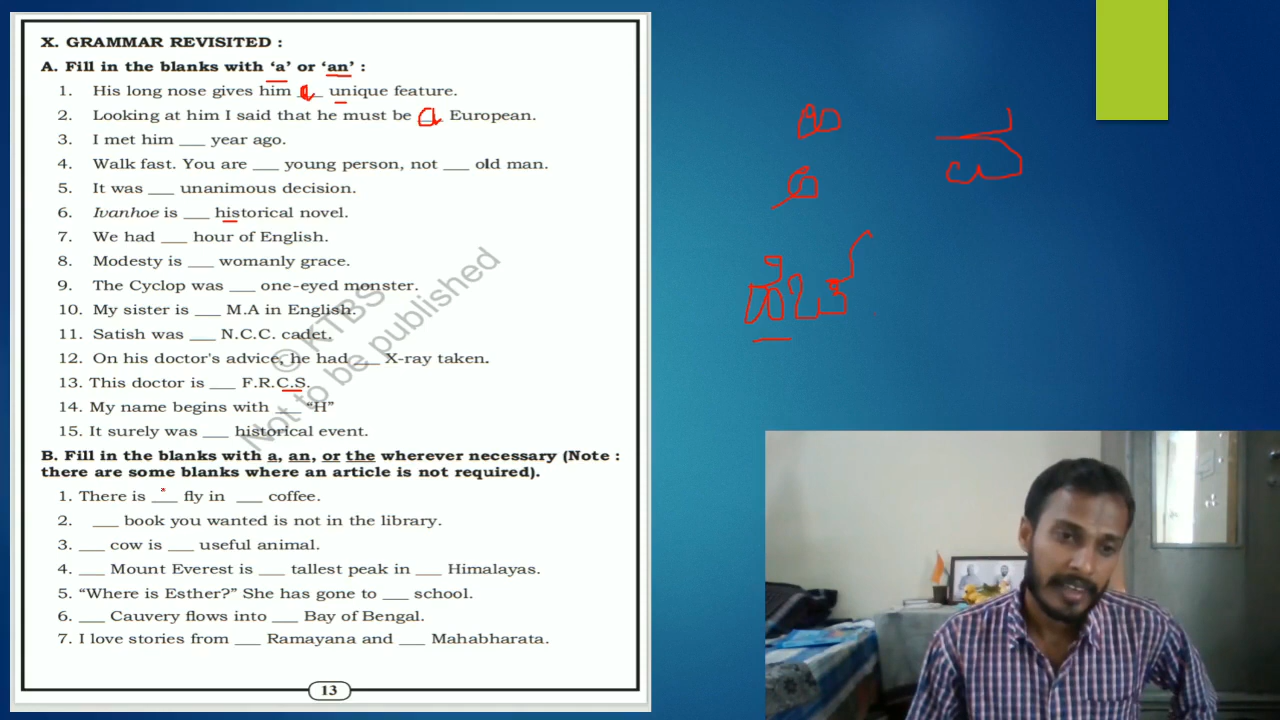 X. GRAMMAR REVISITED :
A. Fill in the blanks with ‘a’ or ‘an’ :
1. His long nose gives him a unique feature.
2. Looking at him I said that he must be a European.
3. I met him ___ year ago.
4. Walk fast. You are ___ young person, not ___ old man.
5. It was ___ unanimous decision.
6. Ivanhoe is ___ historical novel.
7. We had ___ hour of English.
8. Modesty is ___ womanly grace.
9. The Cyclop was ___ one-eyed monster.
10. My sister is ___ M.A in English.
11. Satish was ___ N.C.C. cadet.
12. On his doctor's advice, he had ___ X-ray taken.
13. This doctor is ___ F.R.C.S.
14. My name begins with ___ “H”
15. It surely was ___ historical event.
© KTBS
Not to be published
B. Fill in the blanks with a, an, or the wherever necessary (Note :
there are some blanks where an article is not required).
1. There is ___ fly in ___ coffee.
2. ___ book you wanted is not in the library.
3. ___ cow is ___ useful animal.
4. ___ Mount Everest is ___ tallest peak in ___ Himalayas.
5. “Where is Esther?” She has gone to ___ school.
6. ___ Cauvery flows into ___ Bay of Bengal.
7. I love stories from ___ Ramayana and ___ Mahabharata.
13